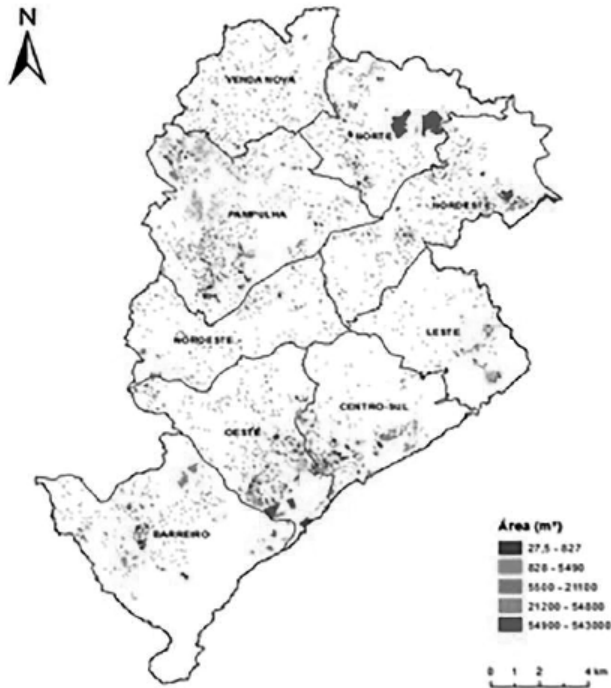 N
VENDA NOVA
NORTE
NORDESTE
PAMPULHA
NORDESTE
LESTE
CENTRO-SUL
OESTE
BARREIRO
Área (m²)
27,5 - 827
828 - 5490
5500 - 21100
21200 - 54800
54900 - 543000
0 1 2 4 km